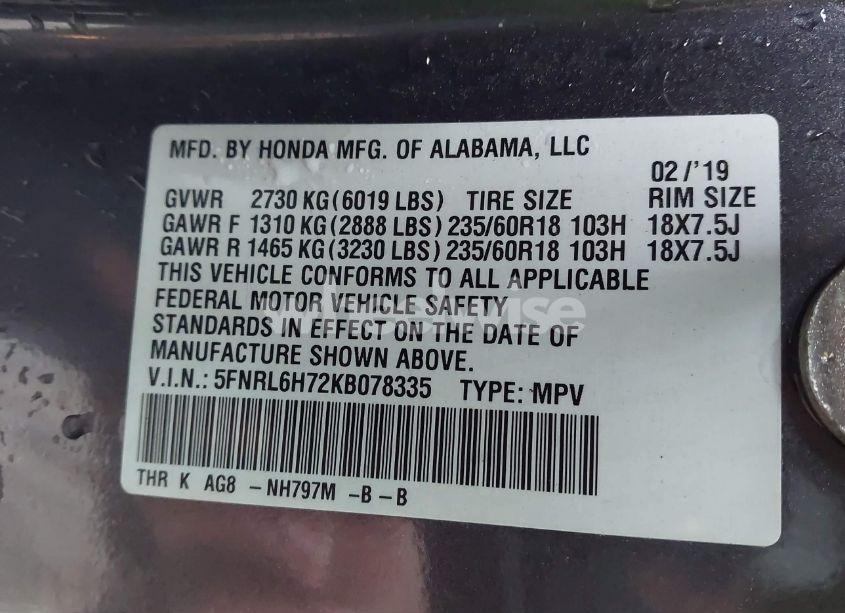 MFD. BY HONDA MFG. OF ALABAMA, LLC
02/'19
GVWR 2730 KG(6019 LBS) TIRE SIZE RIM SIZE
GAWR F 1310 KG(2888 LBS) 235/60R18 103H 18X7.5J
GAWR R 1465 KG(3230 LBS) 235/60R18 103H 18X7.5J
THIS VEHICLE CONFORMS TO ALL APPLICABLE
FEDERAL MOTOR VEHICLE SAFETY
STANDARDS IN EFFECT ON THE DATE OF
MANUFACTURE SHOWN ABOVE.
V.I.N.: 5FNRL6H72KB078335 TYPE: MPV
THR K AG8 -NH797M -B-B